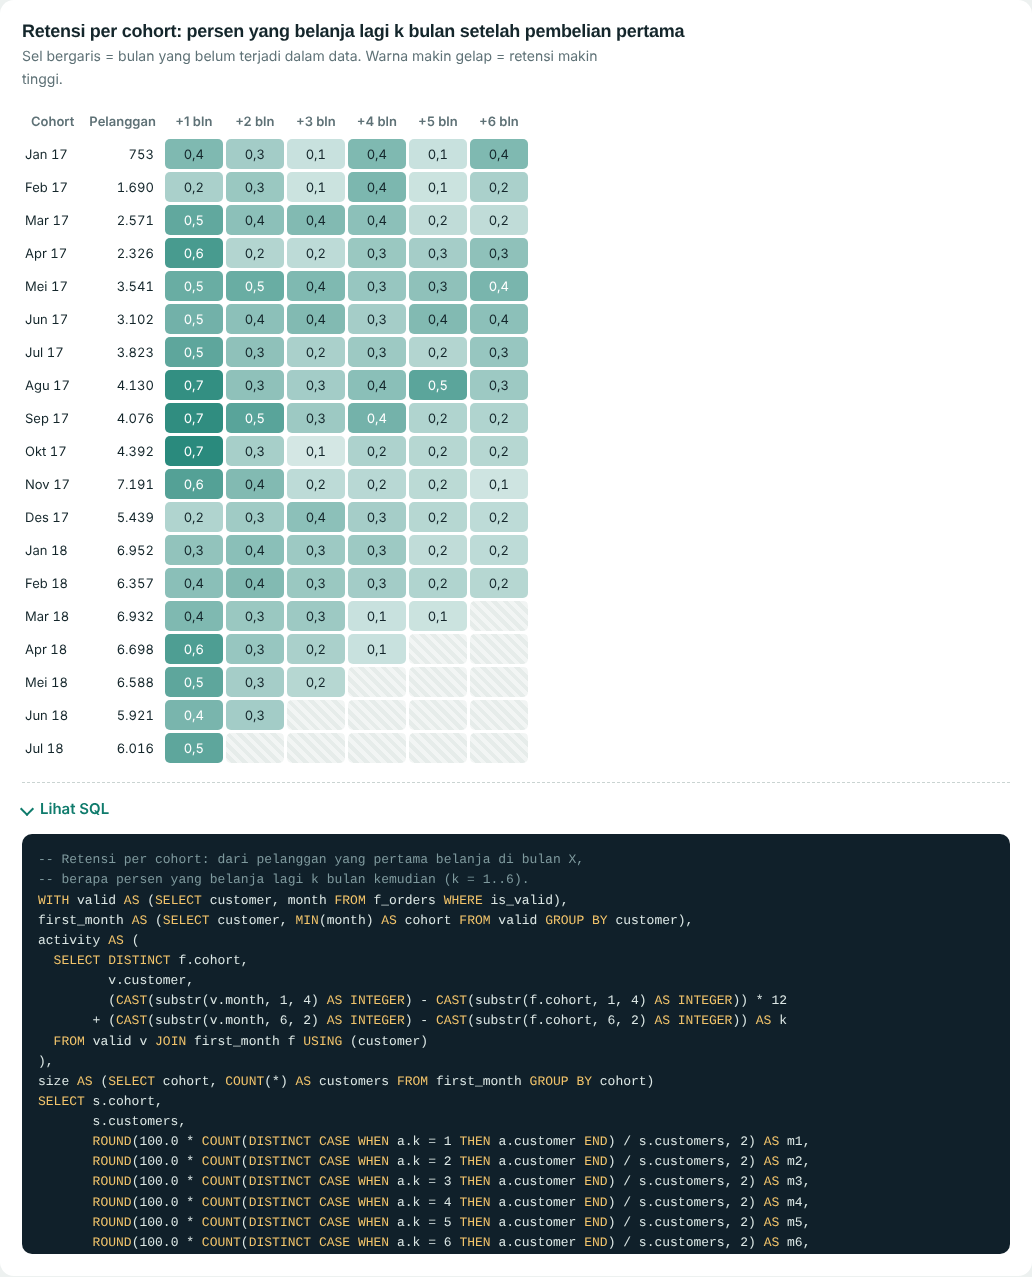 Retensi per cohort: persen yang belanja lagi k bulan setelah pembelian pertama
Sel bergaris = bulan yang belum terjadi dalam data. Warna makin gelap = retensi makin
tinggi.
Cohort Pelanggan +1 bln +2 bln +3 bln +4 bln +5 bln +6 bln
Jan 17 753 0,4 0,3 0,1 0,4 0,1 0,4
Feb 17 1.690 0,2 0,3 0,1 0,4 0,1 0,2
Mar 17 2.571 0,5 0,4 0,4 0,4 0,2 0,2
Apr 17 2.326 0,6 0,2 0,2 0,3 0,3 0,3
Mei 17 3.541 0,5 0,5 0,4 0,3 0,3 0,4
Jun 17 3.102 0,5 0,4 0,4 0,3 0,4 0,4
Jul 17 3.823 0,5 0,3 0,2 0,3 0,2 0,3
Agu 17 4.130 0,7 0,3 0,3 0,4 0,5 0,3
Sep 17 4.076 0,7 0,5 0,3 0,4 0,2 0,2
Okt 17 4.392 0,7 0,3 0,1 0,2 0,2 0,2
Nov 17 7.191 0,6 0,4 0,2 0,2 0,2 0,1
Des 17 5.439 0,2 0,3 0,4 0,3 0,2 0,2
Jan 18 6.952 0,3 0,4 0,3 0,3 0,2 0,2
Feb 18 6.357 0,4 0,4 0,3 0,3 0,2 0,2
Mar 18 6.932 0,4 0,3 0,3 0,1 0,1
Apr 18 6.698 0,6 0,3 0,2 0,1
Mei 18 6.588 0,5 0,3 0,2
Jun 18 5.921 0,4 0,3
Jul 18 6.016 0,5
Lihat SQL
-- Retensi per cohort: dari pelanggan yang pertama belanja di bulan X,
-- berapa persen yang belanja lagi k bulan kemudian (k = 1..6).
WITH valid AS (SELECT customer, month FROM f_orders WHERE is_valid),
first_month AS (SELECT customer, MIN(month) AS cohort FROM valid GROUP BY customer),
activity AS (
  SELECT DISTINCT f.cohort,
         v.customer,
         (CAST(substr(v.month, 1, 4) AS INTEGER) - CAST(substr(f.cohort, 1, 4) AS INTEGER)) * 12
       + (CAST(substr(v.month, 6, 2) AS INTEGER) - CAST(substr(f.cohort, 6, 2) AS INTEGER)) AS k
  FROM valid v JOIN first_month f USING (customer)
),
size AS (SELECT cohort, COUNT(*) AS customers FROM first_month GROUP BY cohort)
SELECT s.cohort,
       s.customers,
       ROUND(100.0 * COUNT(DISTINCT CASE WHEN a.k = 1 THEN a.customer END) / s.customers, 2) AS m1,
       ROUND(100.0 * COUNT(DISTINCT CASE WHEN a.k = 2 THEN a.customer END) / s.customers, 2) AS m2,
       ROUND(100.0 * COUNT(DISTINCT CASE WHEN a.k = 3 THEN a.customer END) / s.customers, 2) AS m3,
       ROUND(100.0 * COUNT(DISTINCT CASE WHEN a.k = 4 THEN a.customer END) / s.customers, 2) AS m4,
       ROUND(100.0 * COUNT(DISTINCT CASE WHEN a.k = 5 THEN a.customer END) / s.customers, 2) AS m5,
       ROUND(100.0 * COUNT(DISTINCT CASE WHEN a.k = 6 THEN a.customer END) / s.customers, 2) AS m6,